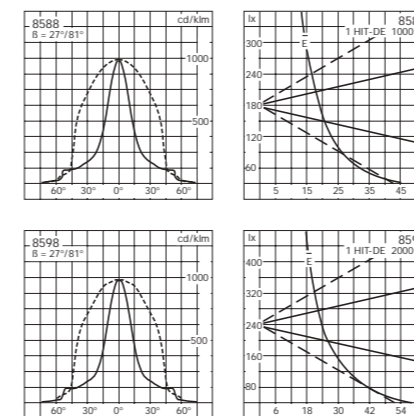 8588
ß = 27°/81°
cd/klm
1000
500
60° 30° 0° 30° 60°
lx
E
858
1 HIT-DE 1000
300
240
180
120
60
5 15 25 35 45
8598
ß = 27°/81°
cd/klm
1000
500
60° 30° 0° 30° 60°
lx
E
859
1 HIT-DE 2000
400
320
240
160
80
6 18 30 42 54